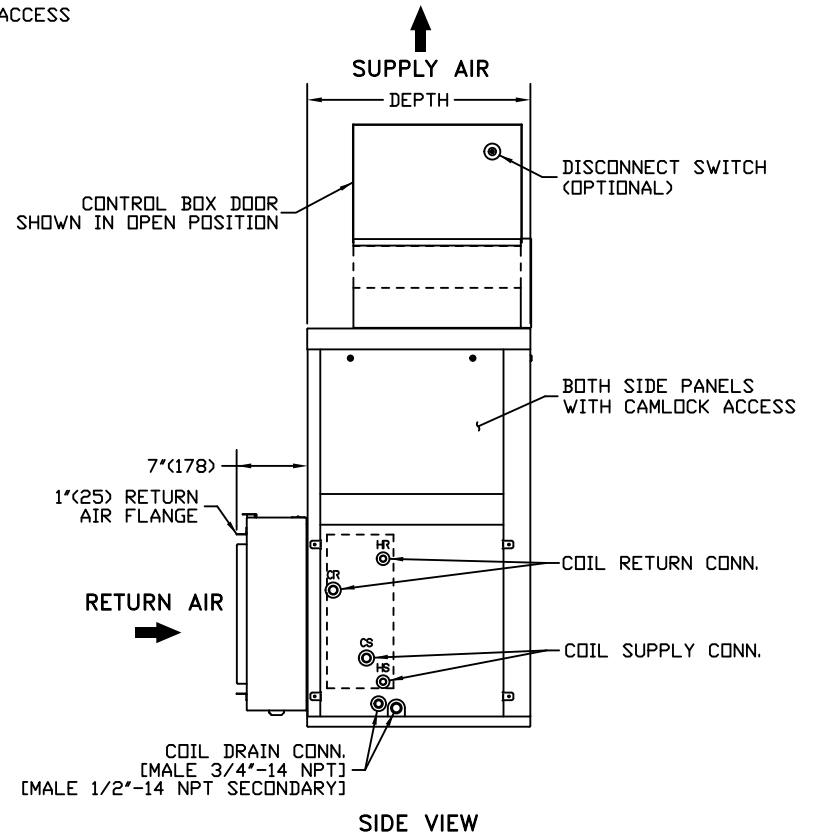 ACCESS
SUPPLY AIR
DEPTH
DISCONNECT SWITCH
(OPTIONAL)
CONTROL BOX DOOR
SHOWN IN OPEN POSITION
BOTH SIDE PANELS
WITH CAMLOCK ACCESS
7"(178)
1"(25) RETURN
AIR FLANGE
HR
COIL RETURN CONN.
CR
RETURN AIR
CS
COIL SUPPLY CONN.
HS
COIL DRAIN CONN.
[MALE 3/4"-14 NPT]
[MALE 1/2"-14 NPT SECONDARY]
SIDE VIEW